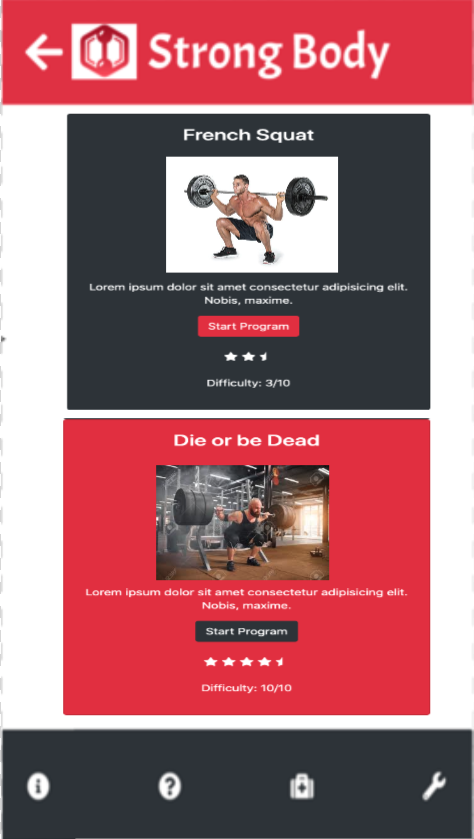 Strong Body
French Squat
Lorem ipsum dolor sit amet consectetur adipisicing elit.
Nobis, maxime.
Start Program
Difficulty: 3/10
Die or be Dead
Lorem ipsum dolor sit amet consectetur adipisicing elit.
Nobis, maxime.
Start Program
Difficulty: 10/10